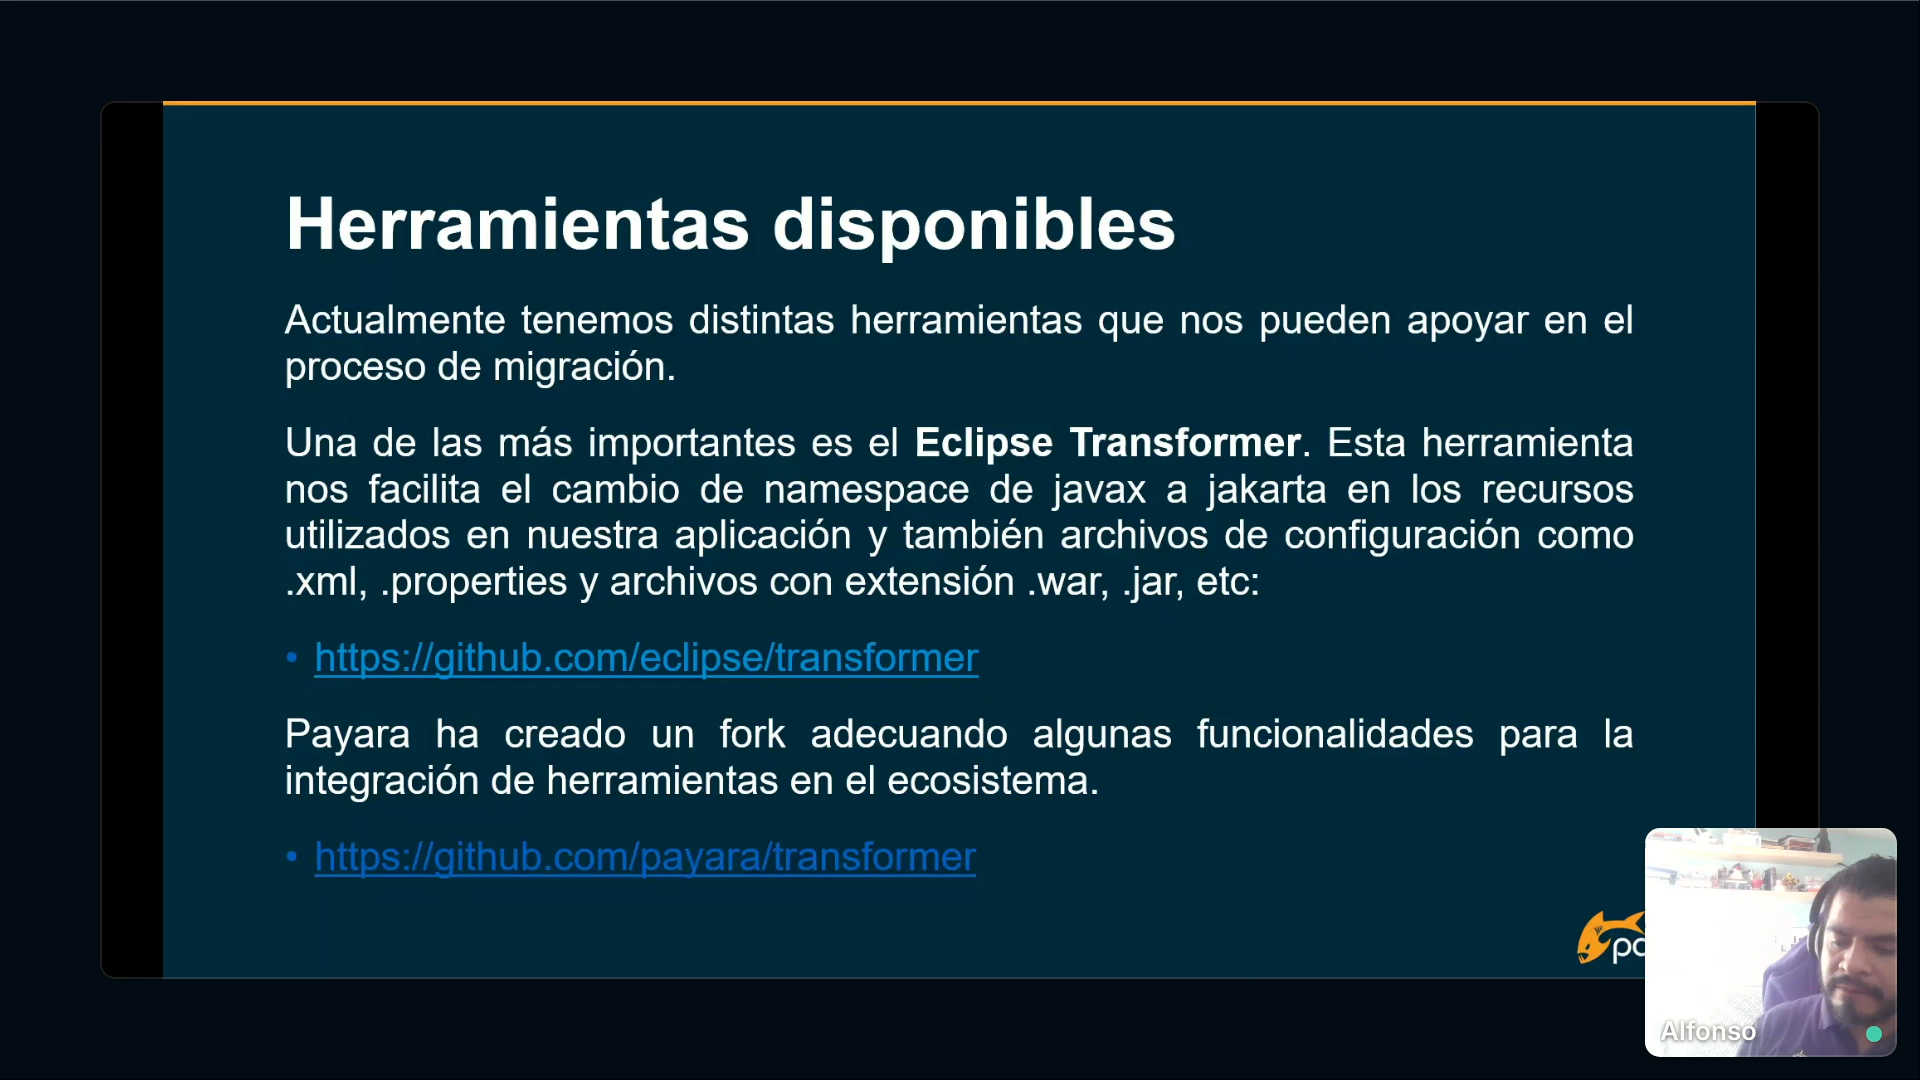 Herramientas disponibles
Actualmente tenemos distintas herramientas que nos pueden apoyar en el
proceso de migración.
Una de las más importantes es el Eclipse Transformer. Esta herramienta
nos facilita el cambio de namespace de javax a jakarta en los recursos
utilizados en nuestra aplicación y también archivos de configuración como
.xml, .properties y archivos con extensión .war, .jar, etc:
• https://github.com/eclipse/transformer
Payara ha creado un fork adecuando algunas funcionalidades para la
integración de herramientas en el ecosistema.
• https://github.com/payara/transformer
Alfonso